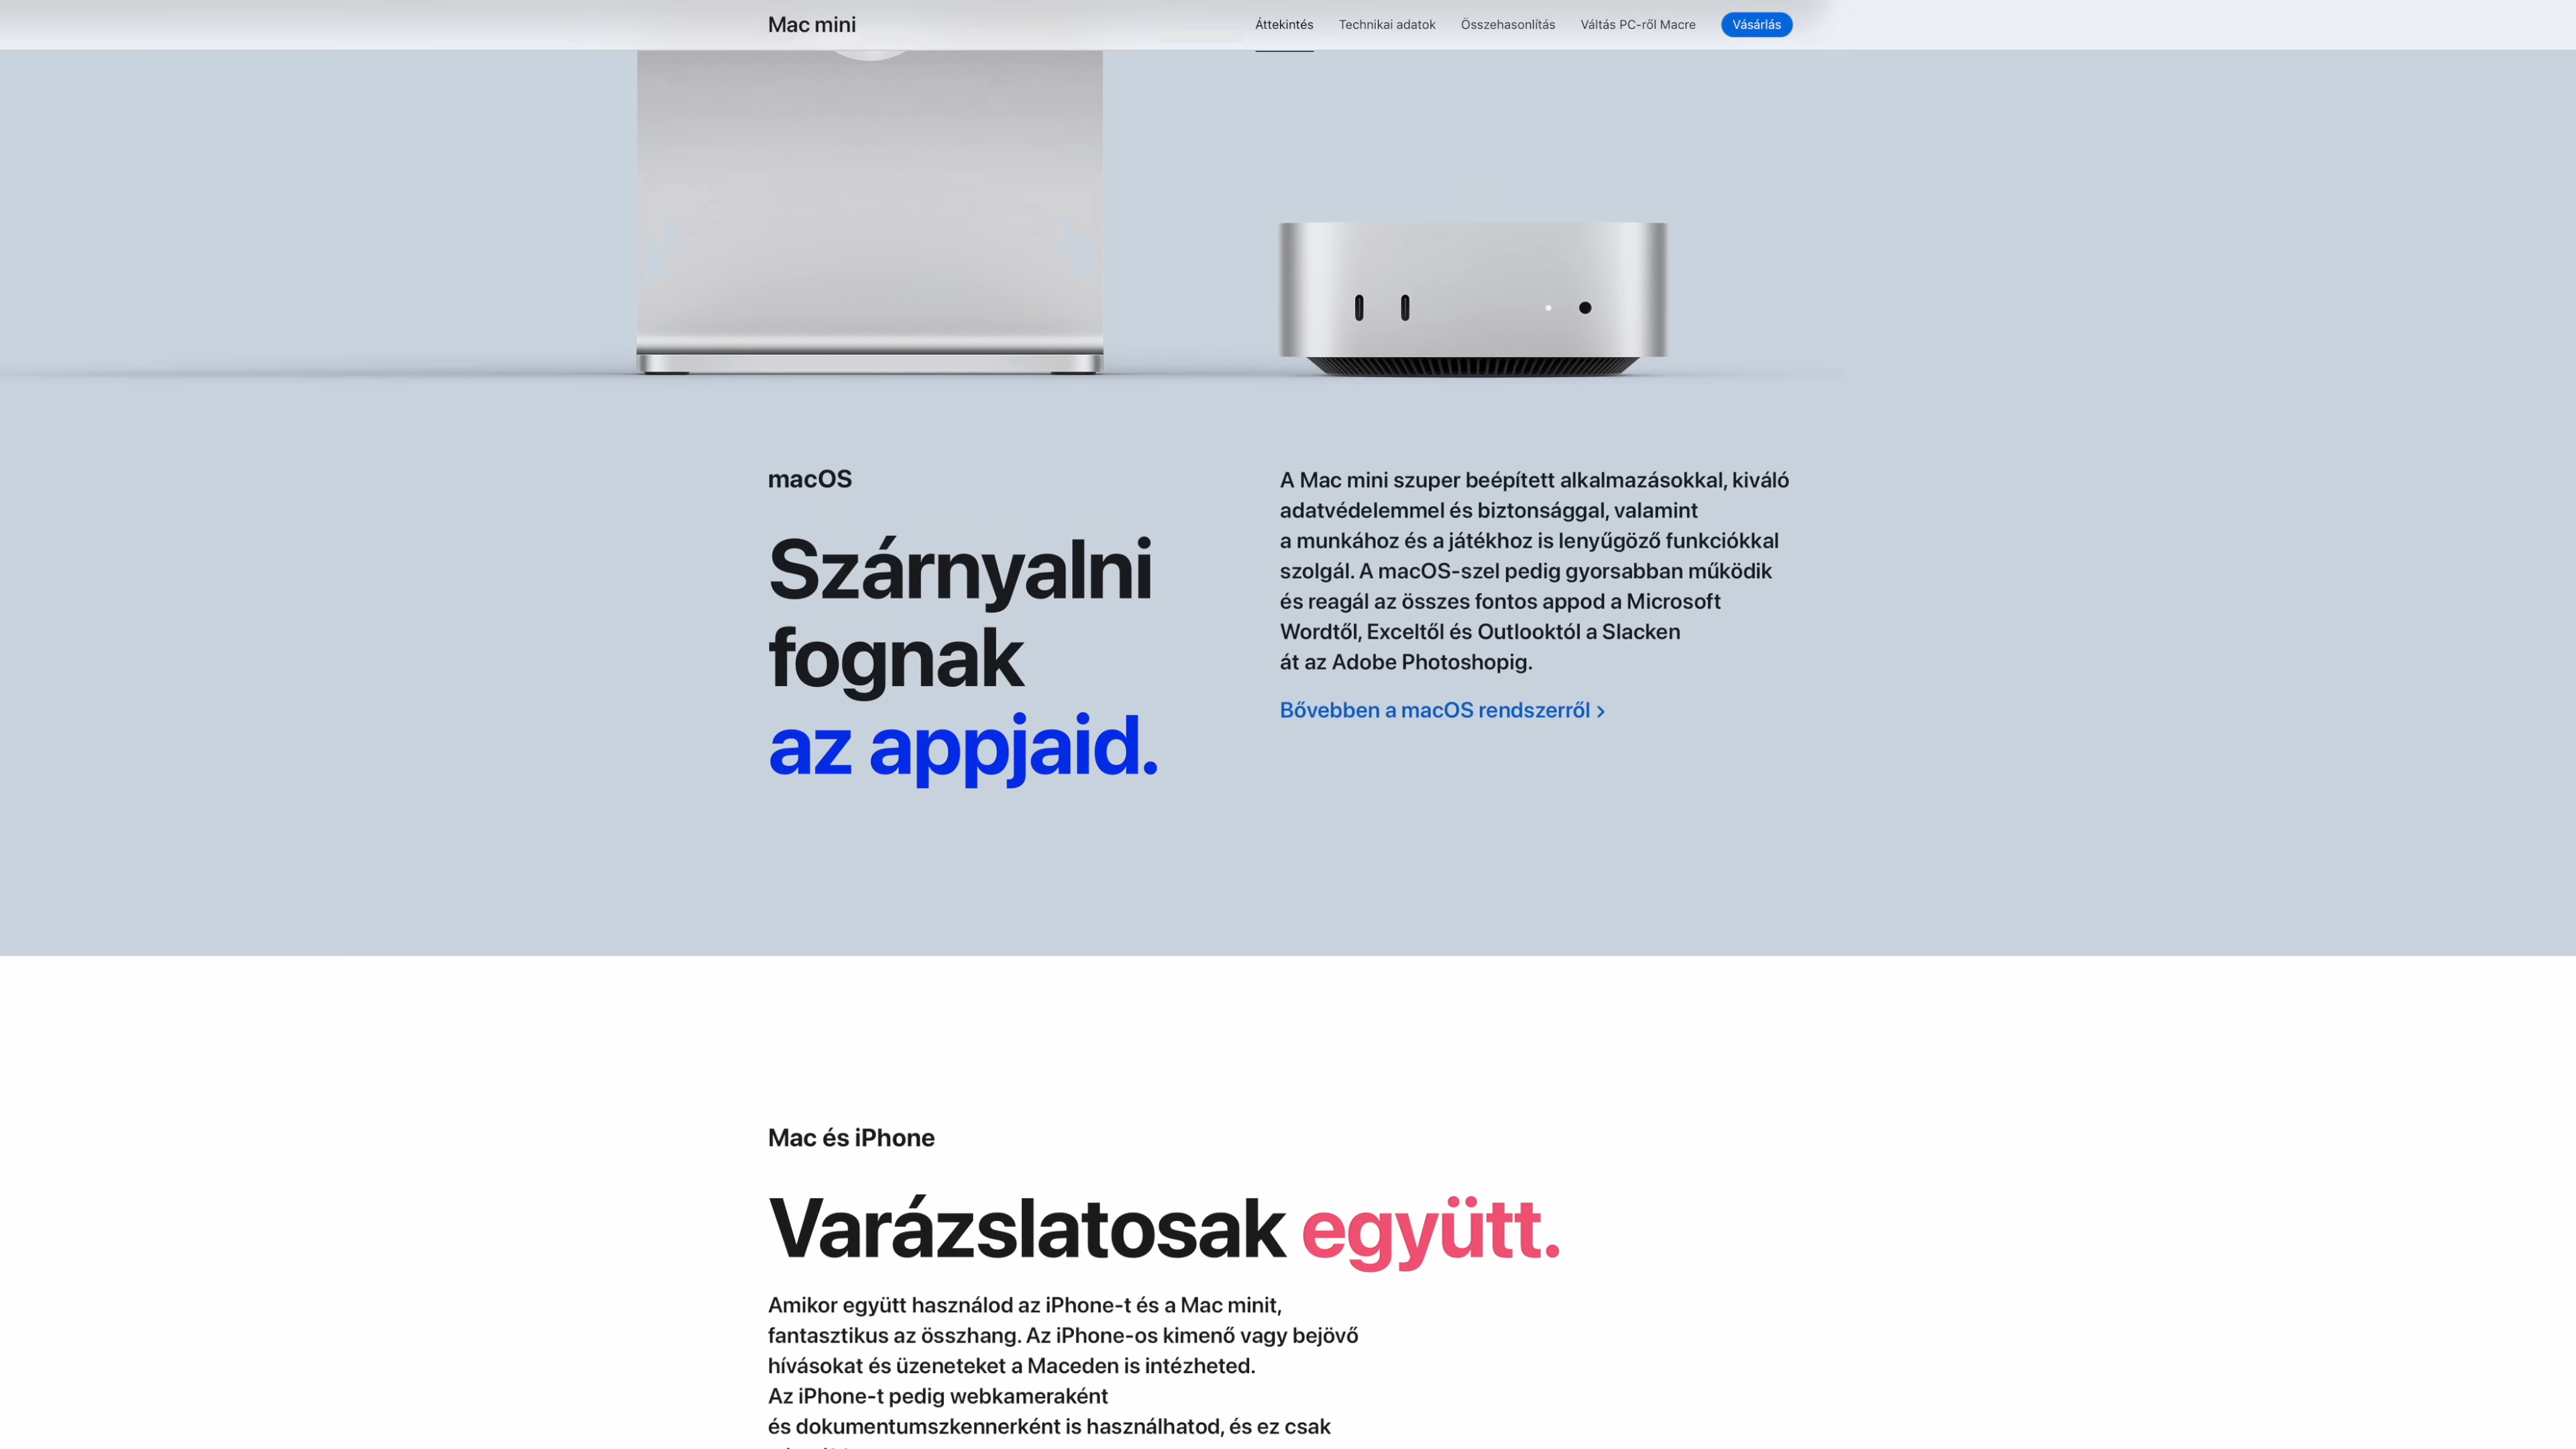 Mac mini
Áttekintés
Technikai adatok
Összehasonlítás
Váltás PC-ről Macre
Vásárlás
macOS
Szárnyalni
fognak
az appjaid.
A Mac mini szuper beépített alkalmazásokkal, kiváló
adatvédelemmel és biztonsággal, valamint
a munkához és a játékhoz is lenyűgöző funkciókkal
szolgál. A macOS-szel pedig gyorsabban működik
és reagál az összes fontos appod a Microsoft
Wordtől, Exceltől és Outlooktól a Slacken
át az Adobe Photoshopig.
Bővebben a macOS rendszerről >
Mac és iPhone
Varázslatosak együtt.
Amikor együtt használod az iPhone-t és a Mac minit,
fantasztikus az összhang. Az iPhone-os kimenő vagy bejövő
hívásokat és üzeneteket a Maceden is intézheted.
Az iPhone-t pedig webkameraként
és dokumentumszkennerként is használhatod, és ez csak